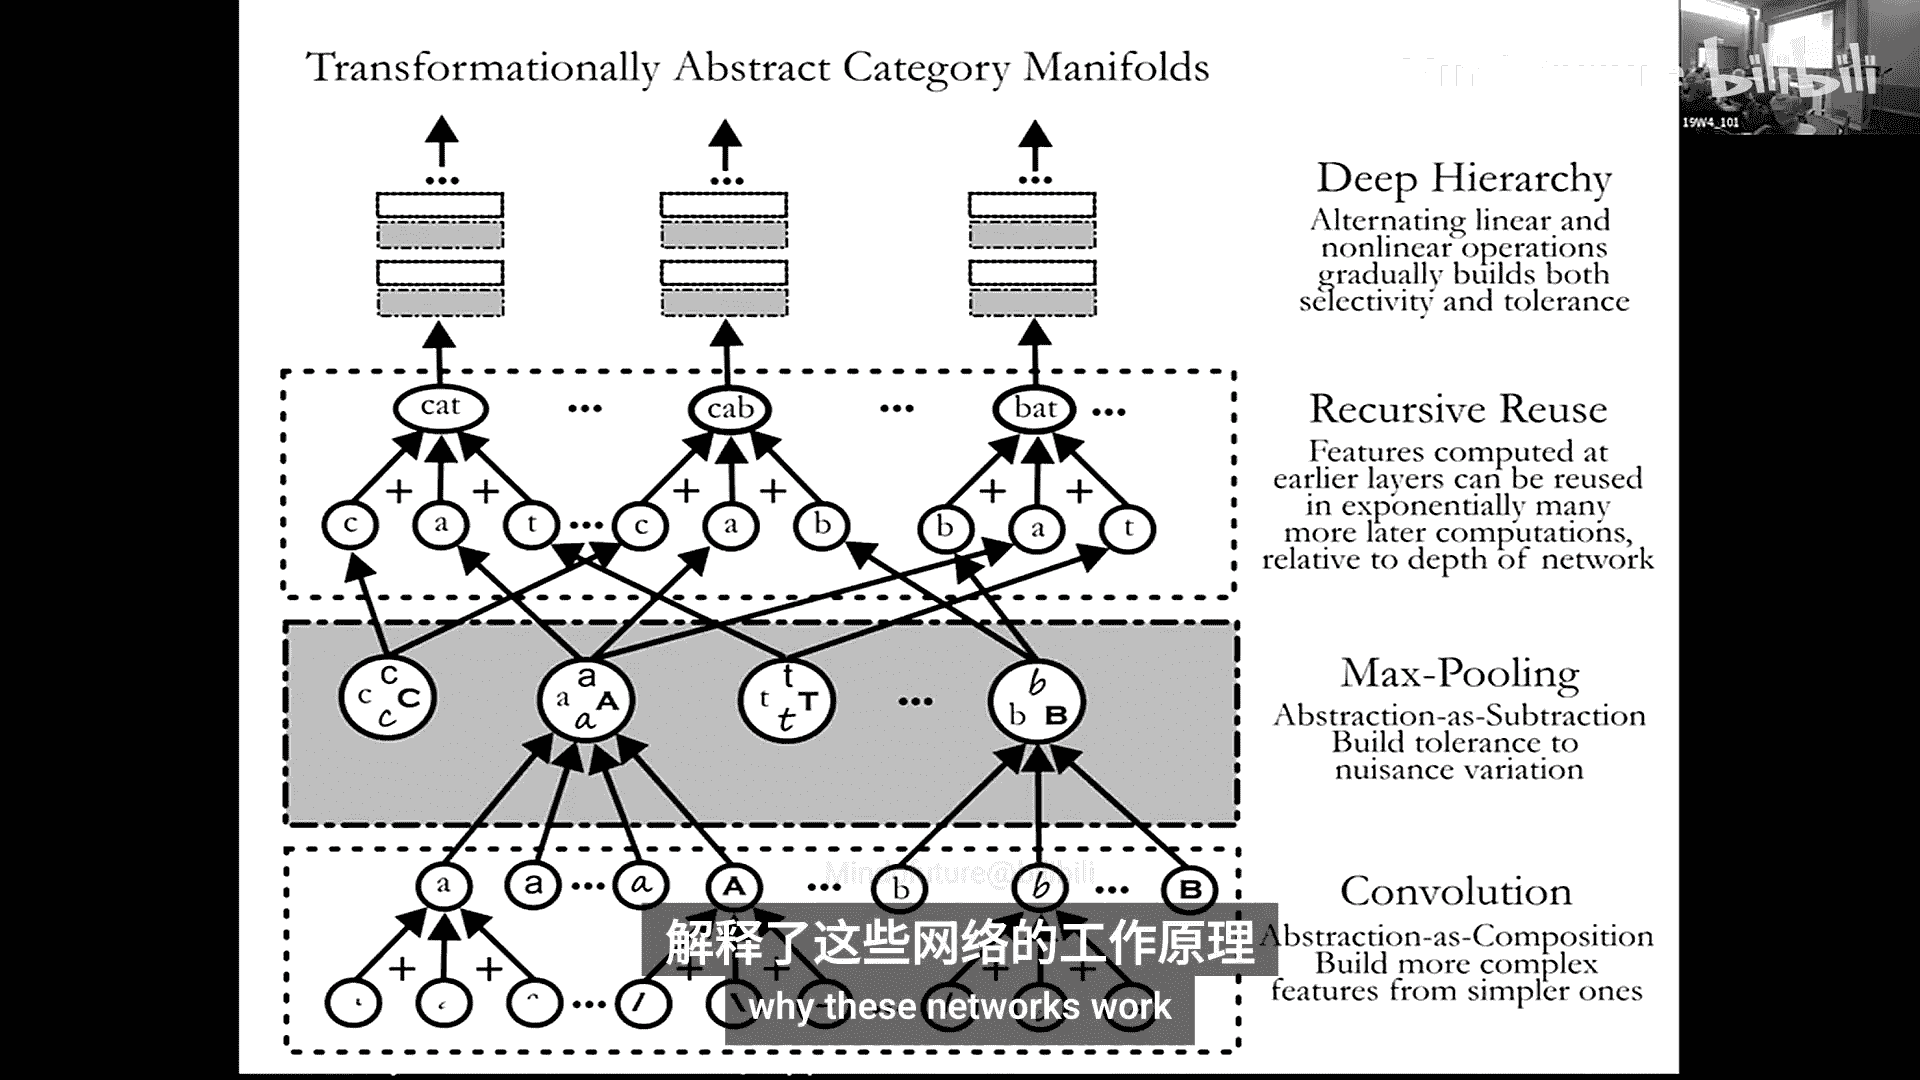 Transformationally Abstract Category Manifolds
bilibili
19W4_101
Deep Hierarchy
Alternating linear and
nonlinear operations
gradually builds both
selectivity and tolerance
cat ... cab ... bat ...
Recursive Reuse
Features computed at
earlier layers can be reused
in exponentially many
more later computations,
relative to depth of network
+ + + + + +
c a t ... c a b b a t
c c C c
a a A a
t t T t
...
b b B
Max-Pooling
Abstraction-as-Subtraction
Build tolerance to
nuisance variation
a a ... a A ... b b ... B
Convolution
Abstraction-as-Composition
Build more complex
features from simpler ones
解释了这些网络的工作原理
why these networks work